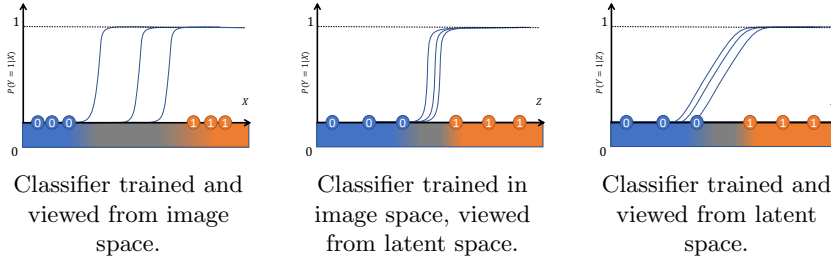 1
P(Y = 1|X)
X
0 0 0 1 1 1
0
Classifier trained and
viewed from image
space.
1
P(Y = 1|X)
Z
0 0 0 1 1 1
0
Classifier trained in
image space, viewed
from latent space.
1
P(Y = 1|Z)
0 0 0 1 1 1
0
Classifier trained and
viewed from latent
space.